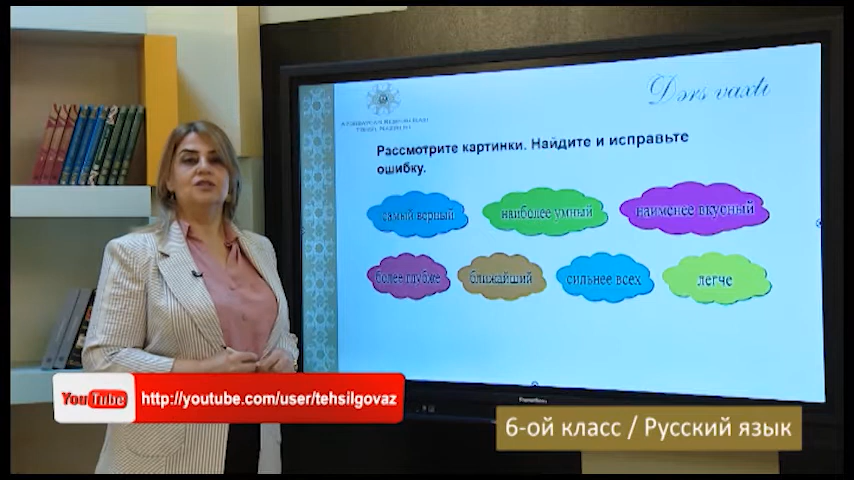 Dərs vaxtı
Рассмотрите картинки. Найдите и исправьте
ошибку.
самый верный
наиболее умный
наименее вкусный
более глубже
ближайший
сильнее всех
легче
YouTube http://youtube.com/user/tehsilgovaz
6-ой класс / Русский язык